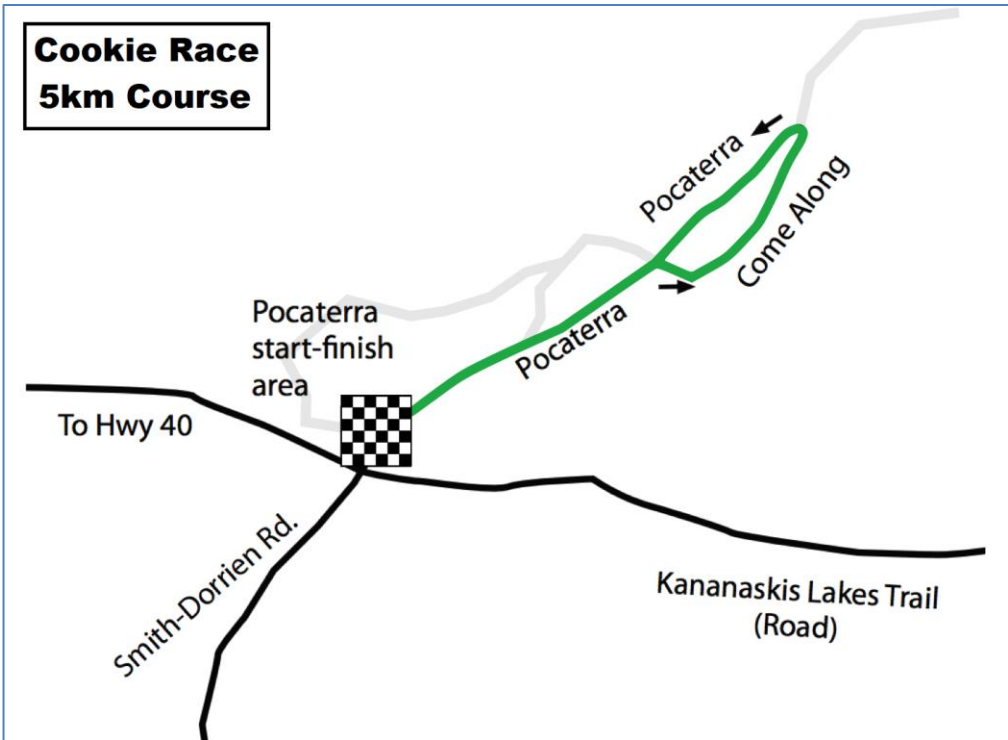 Cookie Race
5km Course
Pocaterra
Come Along
Pocaterra
start-finish
area
Pocaterra
To Hwy 40
Smith-Dorrien Rd.
Kananaskis Lakes Trail
(Road)